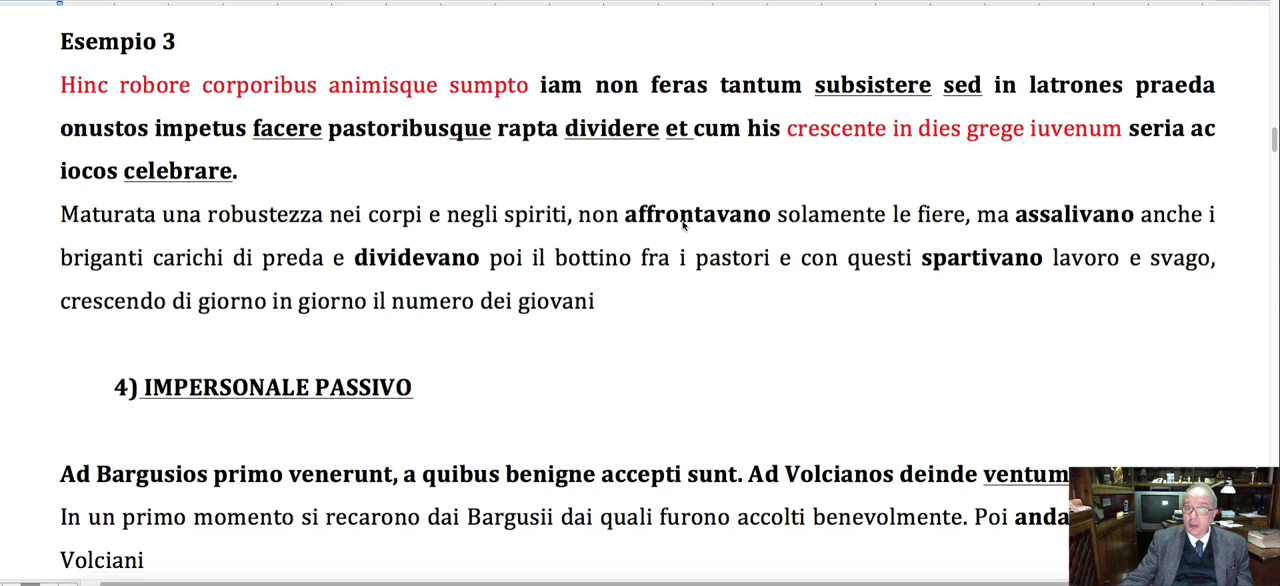 Esempio 3
Hinc robore corporibus animisque sumpto iam non feras tantum subsistere sed in latrones praeda
onustos impetus facere pastoribusque rapta dividere et cum his crescente in dies grege iuvenum seria ac
iocos celebrare.
Maturata una robustezza nei corpi e negli spiriti, non affrontavano solamente le fiere, ma assalivano anche i
briganti carichi di preda e dividevano poi il bottino fra i pastori e con questi spartivano lavoro e svago,
crescendo di giorno in giorno il numero dei giovani
4) IMPERSONALE PASSIVO
Ad Bargusios primo venerunt, a quibus benigne accepti sunt. Ad Volcianos deinde ventum
In un primo momento si recarono dai Bargusii dai quali furono accolti benevolmente. Poi anda
Volciani